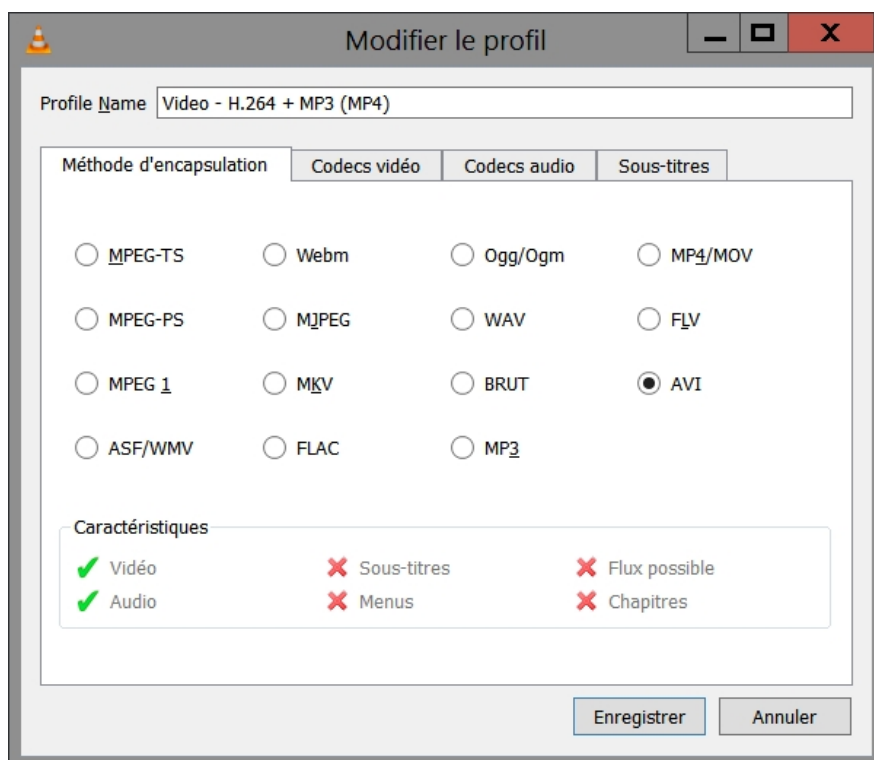 Modifier le profil
Profile Name Video - H.264 + MP3 (MP4)
Méthode d'encapsulation Codecs vidéo Codecs audio Sous-titres
MPEG-TS Webm Ogg/Ogm MP4/MOV
MPEG-PS MJPEG WAV FLV
MPEG 1 MKV BRUT AVI
ASF/WMV FLAC MP3
Caractéristiques
Vidéo Sous-titres Flux possible
Audio Menus Chapitres
Enregistrer Annuler